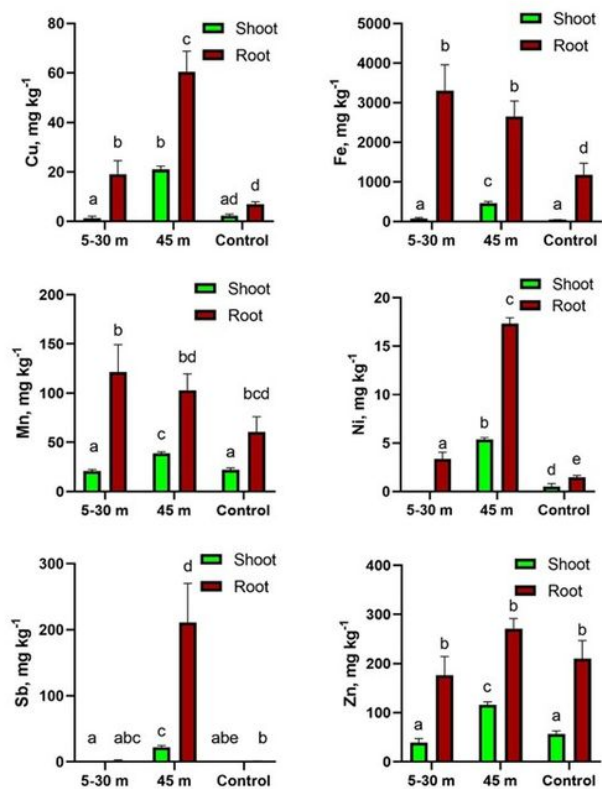 Cu, mg kg⁻¹
80
60
40
20
0
Shoot
Root
a
b
b
c
ad
d
5-30 m
45 m
Control
Fe, mg kg⁻¹
5000
4000
3000
2000
1000
0
Shoot
Root
a
b
c
b
a
d
5-30 m
45 m
Control
Mn, mg kg⁻¹
200
150
100
50
0
Shoot
Root
a
b
c
bd
a
bcd
5-30 m
45 m
Control
Ni, mg kg⁻¹
20
15
10
5
0
Shoot
Root
a
b
c
d
e
5-30 m
45 m
Control
Sb, mg kg⁻¹
300
200
100
0
Shoot
Root
a
abc
c
d
abe
b
5-30 m
45 m
Control
Zn, mg kg⁻¹
400
300
200
100
0
Shoot
Root
a
b
c
b
a
b
5-30 m
45 m
Control